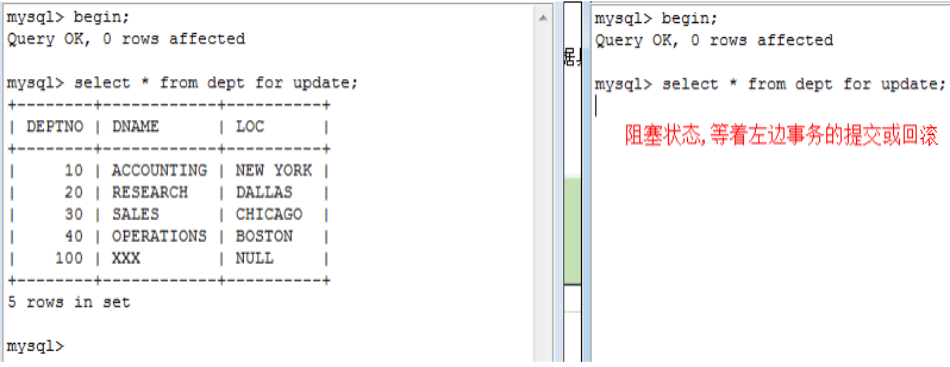 mysql> begin;
Query OK, 0 rows affected
mysql> select * from dept for update;
+--------+------------+----------+
| DEPTNO | DNAME | LOC |
+--------+------------+----------+
| 10 | ACCOUNTING | NEW YORK |
| 20 | RESEARCH | DALLAS |
| 30 | SALES | CHICAGO |
| 40 | OPERATIONS | BOSTON |
| 100 | XXX | NULL |
+--------+------------+----------+
5 rows in set
mysql>
mysql> begin;
Query OK, 0 rows affected
mysql> select * from dept for update;
阻塞状态,等着左边事务的提交或回滚